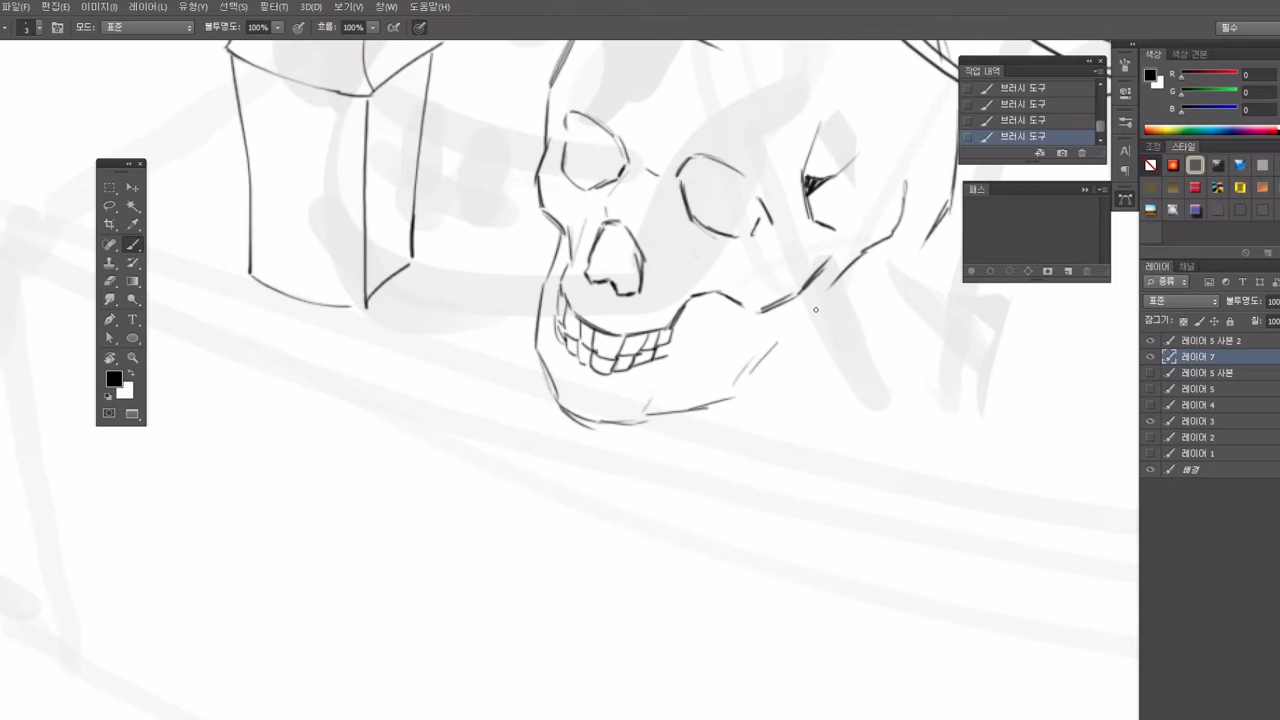 파일(F) 편집(E) 이미지(I) 레이어(L) 유형(Y) 선택(S) 필터(T) 3D(D) 보기(V) 창(W) 도움말(H)
3 모드: 표준 불투명도: 100% 흐름: 100% 필수
작업 내역
브러시 도구
브러시 도구
브러시 도구
브러시 도구
패스
색상 색상 견본
R 0
G 0
B 0
조정 스타일
레이어 채널
종류
표준 불투명도: 100
잠그기: 칠: 100
레이어 5 사본 2
레이어 7
레이어 5 사본
레이어 5
레이어 4
레이어 3
레이어 2
레이어 1
배경